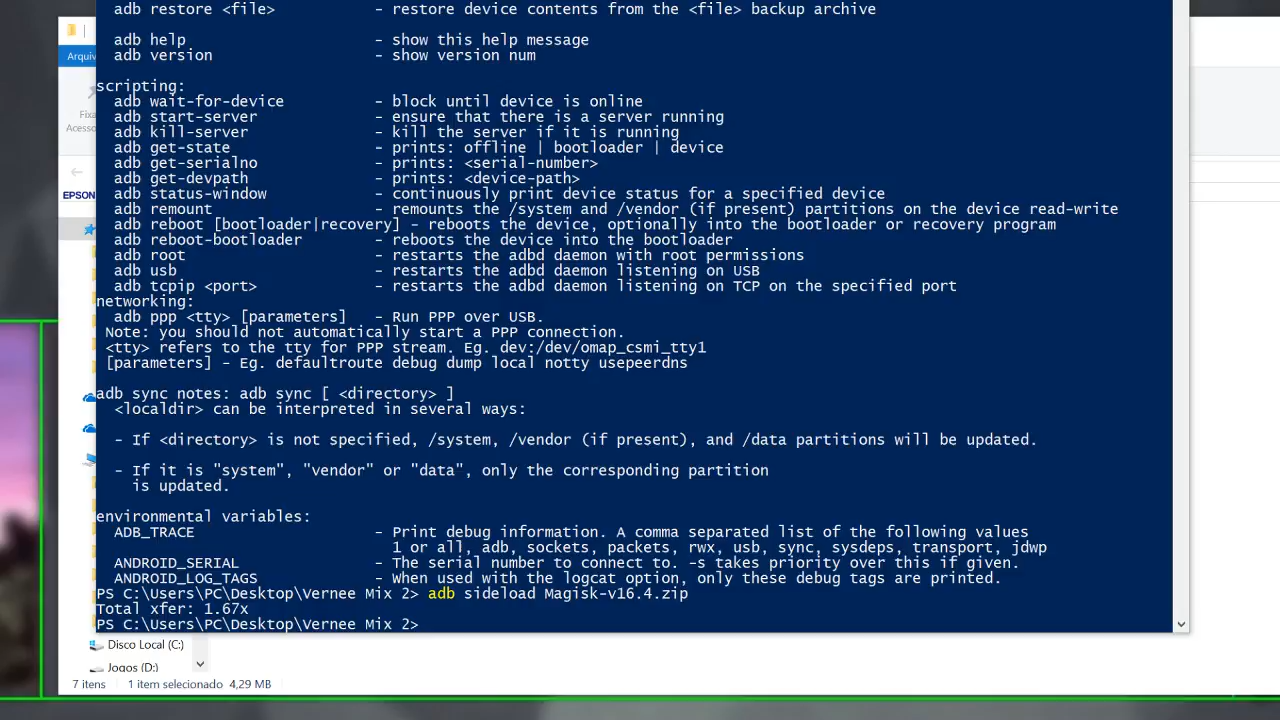 adb restore <file> - restore device contents from the <file> backup archive
adb help - show this help message
adb version - show version num
scripting:
adb wait-for-device - block until device is online
adb start-server - ensure that there is a server running
adb kill-server - kill the server if it is running
adb get-state - prints: offline | bootloader | device
adb get-serialno - prints: <serial-number>
adb get-devpath - prints: <device-path>
adb status-window - continuously print device status for a specified device
adb remount - remounts the /system and /vendor (if present) partitions on the device read-write
adb reboot [bootloader|recovery] - reboots the device, optionally into the bootloader or recovery program
adb reboot-bootloader - reboots the device into the bootloader
adb root - restarts the adbd daemon with root permissions
adb usb - restarts the adbd daemon listening on USB
adb tcpip <port> - restarts the adbd daemon listening on TCP on the specified port
networking:
adb ppp <tty> [parameters] - Run PPP over USB.
Note: you should not automatically start a PPP connection.
<tty> refers to the tty for PPP stream. Eg. dev:/dev/omap_csmi_tty1
[parameters] - Eg. defaultroute debug dump local notty usepeerdns
adb sync notes: adb sync [ <directory> ]
<localdir> can be interpreted in several ways:
- If <directory> is not specified, /system, /vendor (if present), and /data partitions will be updated.
- If it is "system", "vendor" or "data", only the corresponding partition
is updated.
environmental variables:
ADB_TRACE - Print debug information. A comma separated list of the following values
1 or all, adb, sockets, packets, rwx, usb, sync, sysdeps, transport, jdwp
ANDROID_SERIAL - The serial number to connect to. -s takes priority over this if given.
ANDROID_LOG_TAGS - When used with the logcat option, only these debug tags are printed.
PS C:\Users\PC\Desktop\Vernee Mix 2> adb sideload Magisk-v16.4.zip
Total xfer: 1.67x
PS C:\Users\PC\Desktop\Vernee Mix 2>
Arquiv
Fixa
Acesso
EPSON
Disco Local (C:)
Jogos (D:)
7 itens 1 item selecionado 4,29 MB